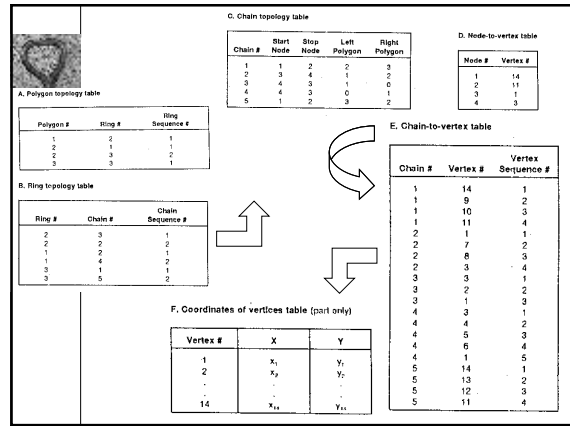 C. Chain topology table
Chain # Start Node Stop Node Left Polygon Right Polygon
1 1 2 2 3
2 3 4 1 2
3 4 3 1 0
4 4 3 0 1
5 1 2 3 2
D. Node-to-vertex table
Node # Vertex #
1 14
2 11
3 1
4 3
A. Polygon topology table
Polygon # Ring # Ring Sequence #
1 2 1
2 1 1
2 3 2
3 3 1
B. Ring topology table
Ring # Chain # Chain Sequence #
2 3 1
2 2 2
1 2 1
1 4 2
3 1 1
3 5 2
E. Chain-to-vertex table
Chain # Vertex # Vertex Sequence #
1 14 1
1 9 2
1 10 3
1 11 4
2 1 1
2 7 2
2 8 3
2 3 4
3 3 1
3 2 2
3 1 3
4 3 1
4 4 2
4 5 3
4 6 4
4 1 5
5 14 1
5 13 2
5 12 3
5 11 4
F. Coordinates of vertices table (part only)
Vertex # X Y
1 x₁ y₁
2 x₂ y₂
. . .
. . .
14 x₁₄ y₁₄